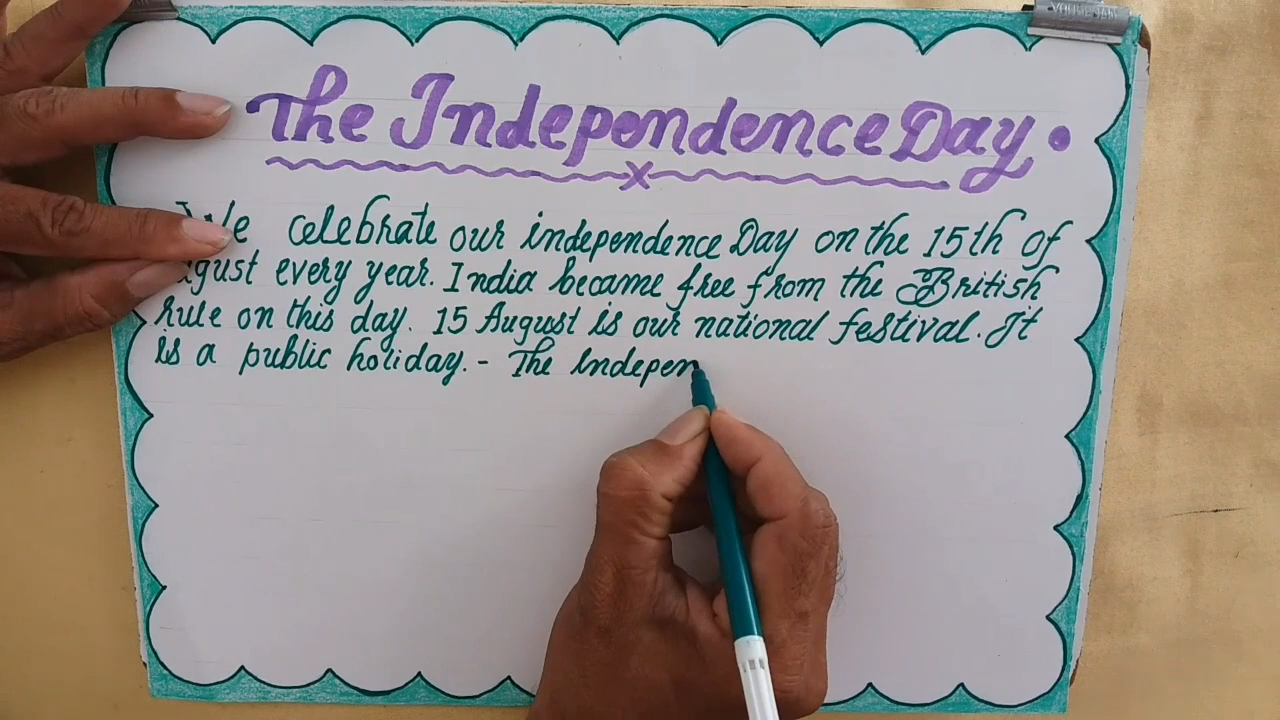 The Independence Day.
We celebrate our independence Day on the 15th of
August every year. India became free from the British
rule on this day. 15 August is our national festival. It
is a public holiday. - The Indepen